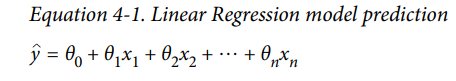 Equation 4-1. Linear Regression model prediction
ŷ = θ₀ + θ₁x₁ + θ₂x₂ + ⋯ + θₙxₙ